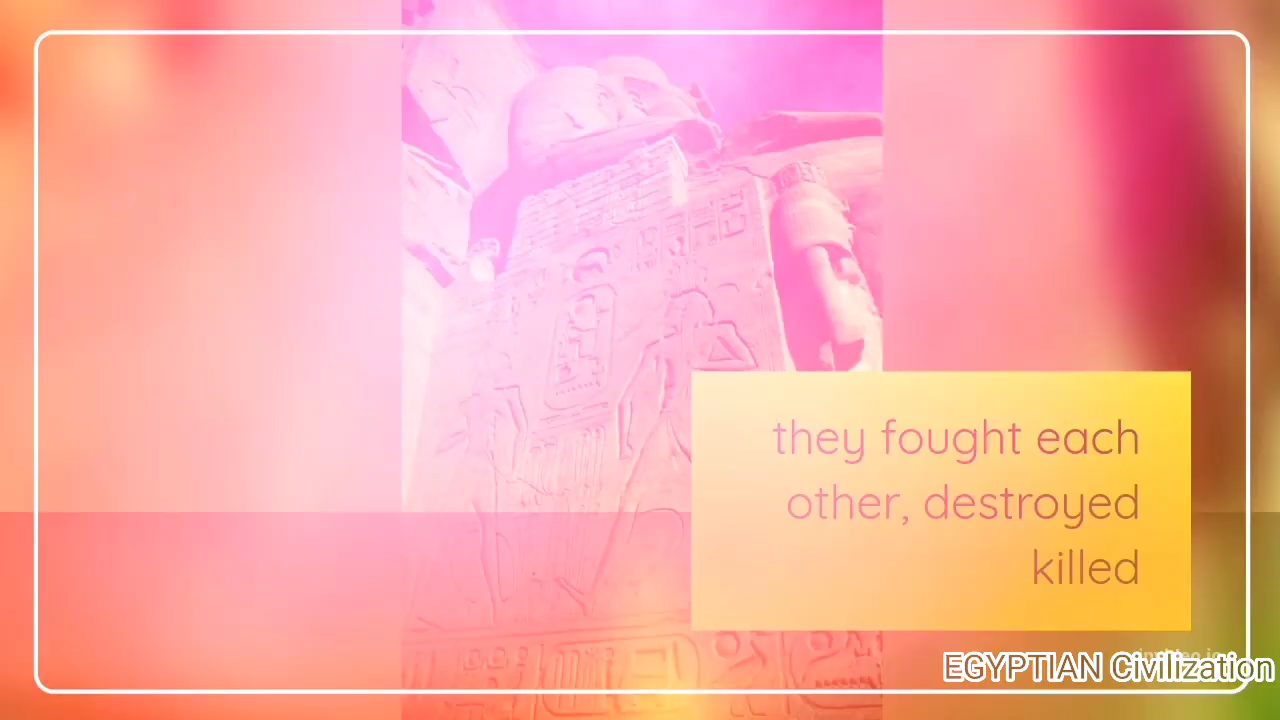 they fought each
other, destroyed
killed
EGYPTIAN Civilization